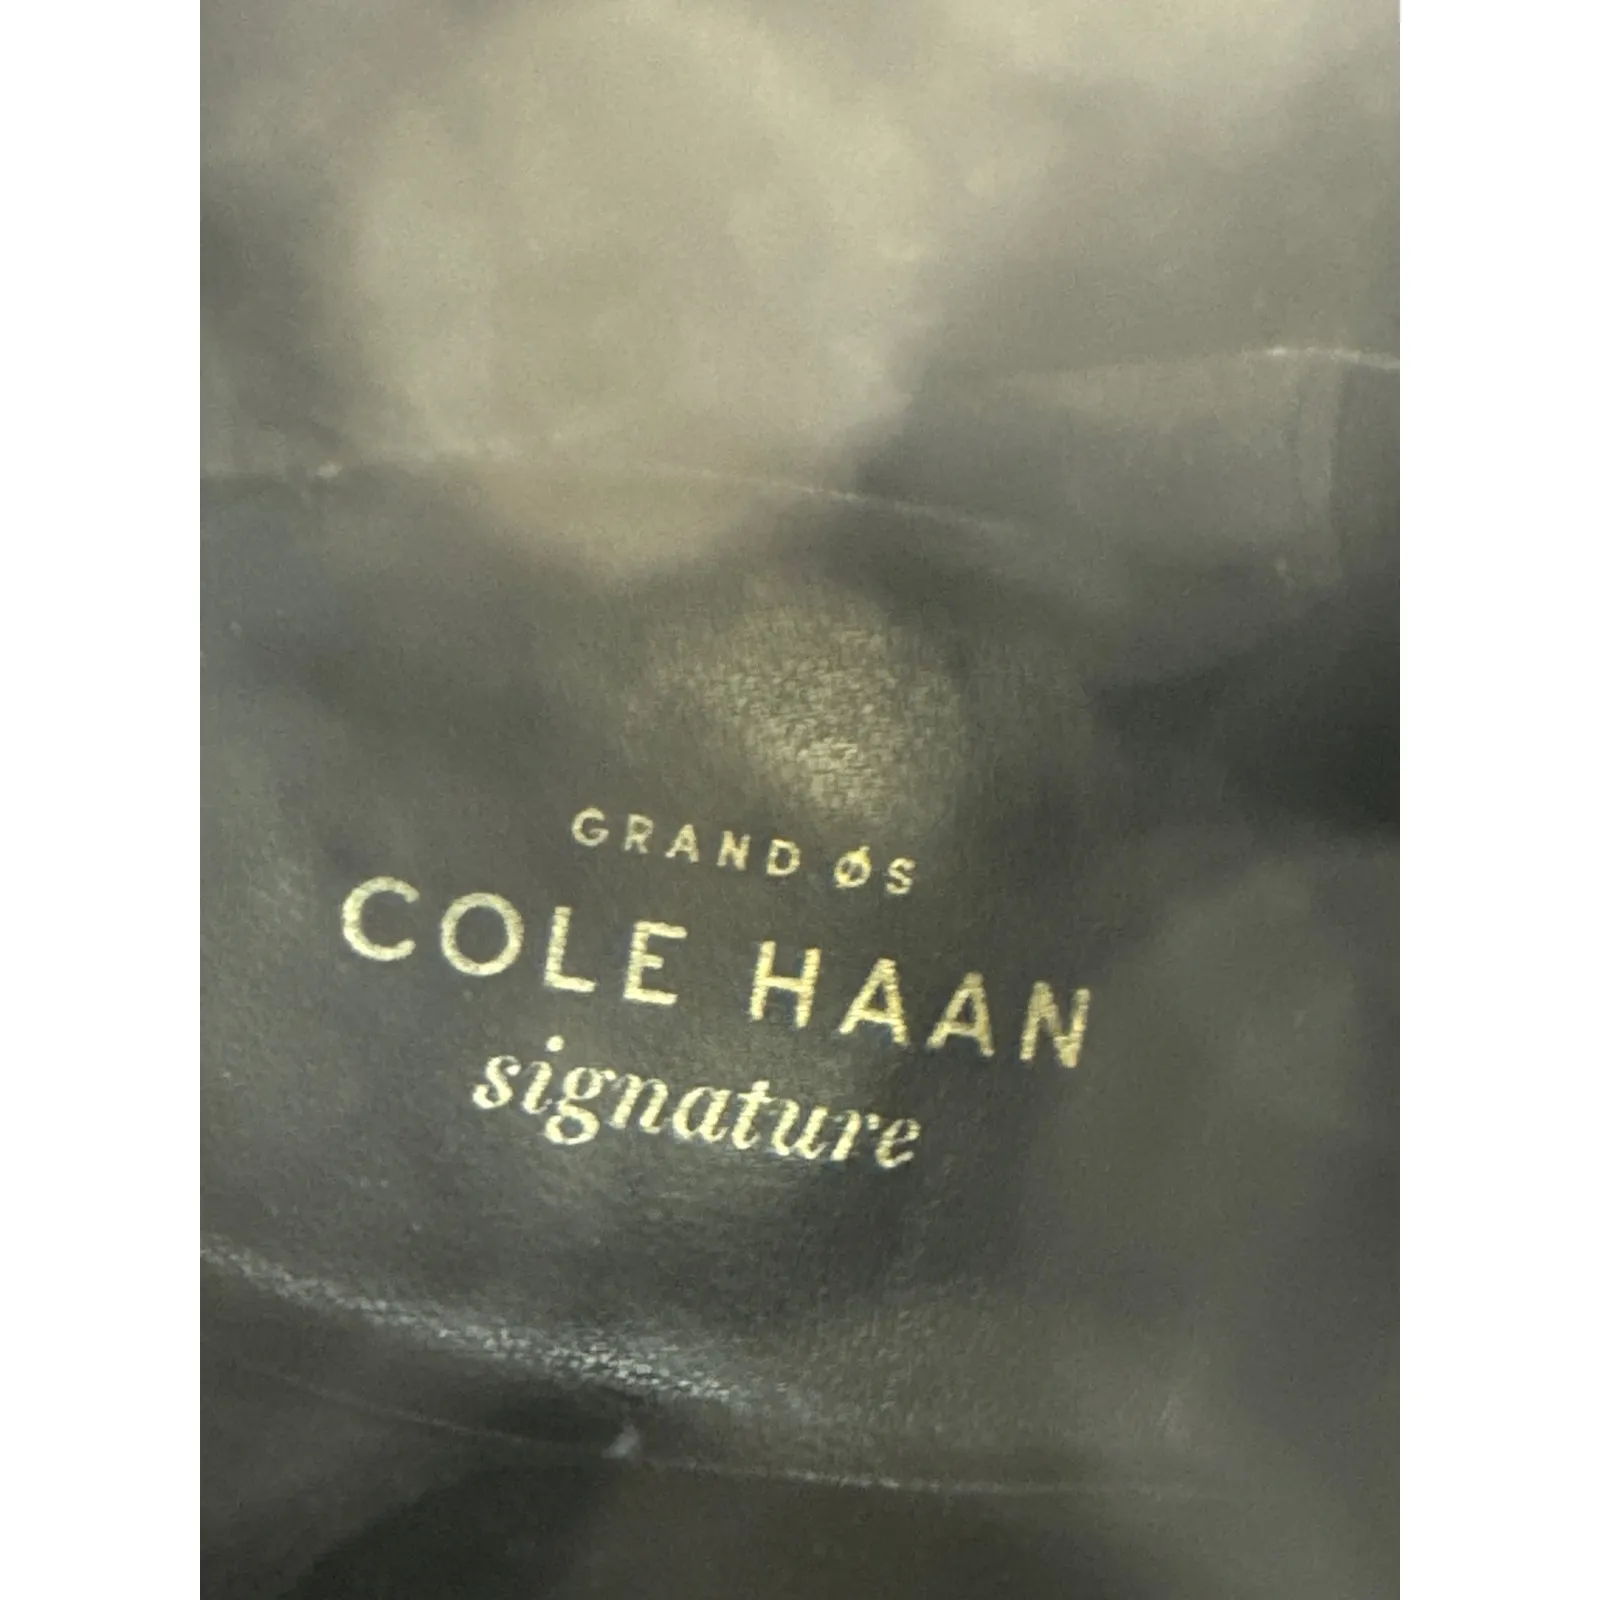 GRAND ØS
COLE HAAN
signature